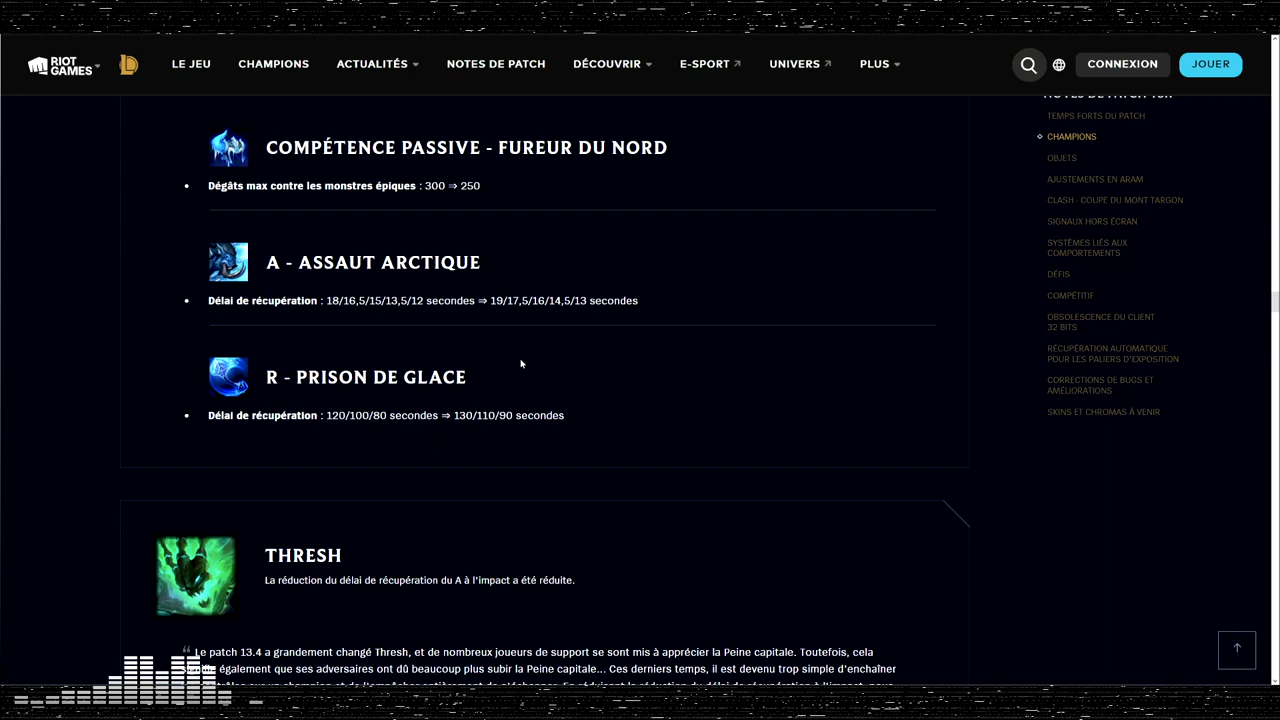 RIOT GAMES
LE JEU CHAMPIONS ACTUALITÉS NOTES DE PATCH DÉCOUVRIR E-SPORT UNIVERS PLUS CONNEXION JOUER
COMPÉTENCE PASSIVE - FUREUR DU NORD
• Dégâts max contre les monstres épiques : 300 ⇒ 250
A - ASSAUT ARCTIQUE
• Délai de récupération : 18/16,5/15/13,5/12 secondes ⇒ 19/17,5/16/14,5/13 secondes
R - PRISON DE GLACE
• Délai de récupération : 120/100/80 secondes ⇒ 130/110/90 secondes
THRESH
La réduction du délai de récupération du A à l'impact a été réduite.
“ Le patch 13.4 a grandement changé Thresh, et de nombreux joueurs de support se sont mis à apprécier la Peine capitale. Toutefois, cela
également que ses adversaires ont dû beaucoup plus subir la Peine capitale... Ces derniers temps, il est devenu trop simple d'enchaîner
TEMPS FORTS DU PATCH
CHAMPIONS
OBJETS
AJUSTEMENTS EN ARAM
CLASH - COUPE DU MONT TARGON
SIGNAUX HORS ÉCRAN
SYSTÈMES LIÉS AUX
COMPORTEMENTS
DÉFIS
COMPÉTITIF
OBSOLESCENCE DU CLIENT
32 BITS
RÉCUPÉRATION AUTOMATIQUE
POUR LES PALIERS D'EXPOSITION
CORRECTIONS DE BUGS ET
AMÉLIORATIONS
SKINS ET CHROMAS À VENIR